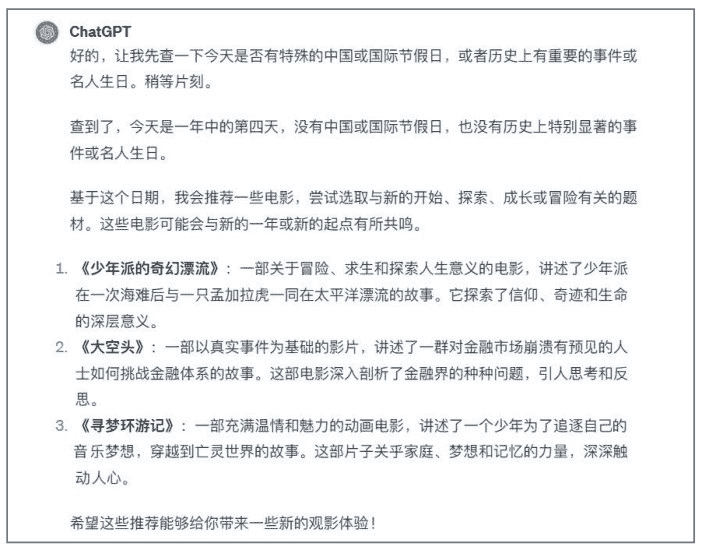 ChatGPT
好的，让我先查一下今天是否有特殊的中国或国际节假日，或者历史上有重要的事件或
名人生日。稍等片刻。
查到了，今天是一年中的第四天，没有中国或国际节假日，也没有历史上特别显著的事
件或名人生日。
基于这个日期，我会推荐一些电影，尝试选取与新的开始、探索、成长或冒险有关的题
材。这些电影可能会与新的一年或新的起点有所共鸣。
1. 《少年派的奇幻漂流》：一部关于冒险、求生和探索人生意义的电影，讲述了少年派
在一次海难后与一只孟加拉虎一同在太平洋漂流的故事。它探索了信仰、奇迹和生命
的深层意义。
2. 《大空头》：一部以真实事件为基础的影片，讲述了一群对金融市场崩溃有预见的人
士如何挑战金融体系的故事。这部电影深入剖析了金融界的种种问题，引人思考和反
思。
3. 《寻梦环游记》：一部充满温情和魅力的动画电影，讲述了一个少年为了追逐自己的
音乐梦想，穿越到亡灵世界的故事。这部片子关乎家庭、梦想和记忆的力量，深深触
动人心。
希望这些推荐能够给你带来一些新的观影体验！